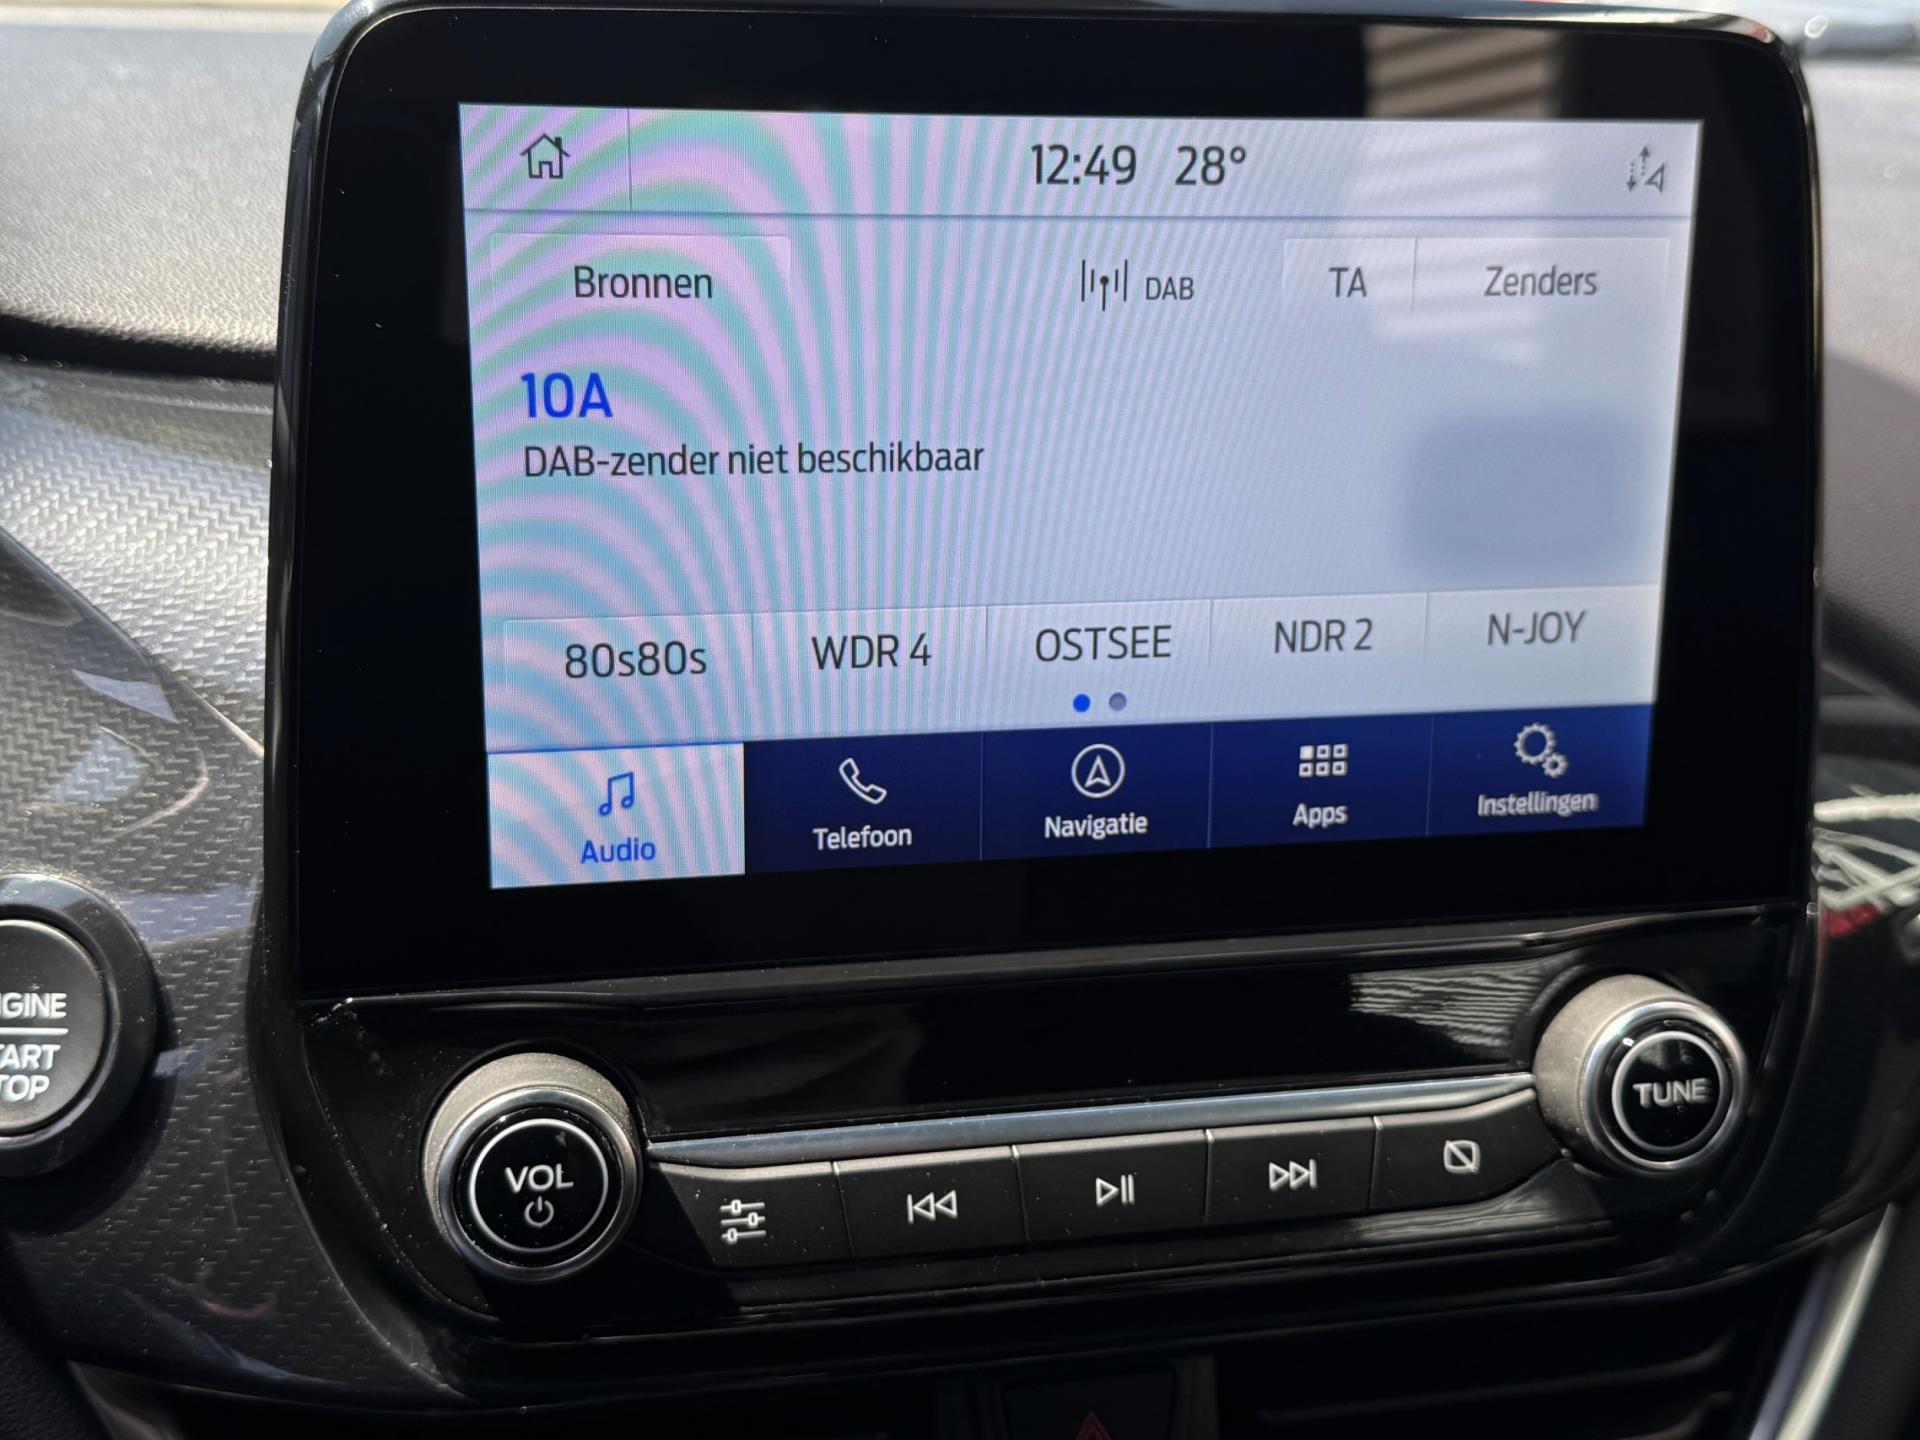 12:49 28°
Bronnen DAB TA Zenders
10A
DAB-zender niet beschikbaar
80s80s WDR 4 OSTSEE NDR 2 N-JOY
Audio Telefoon Navigatie Apps Instellingen
GINE
TART
TOP
VOL
TUNE